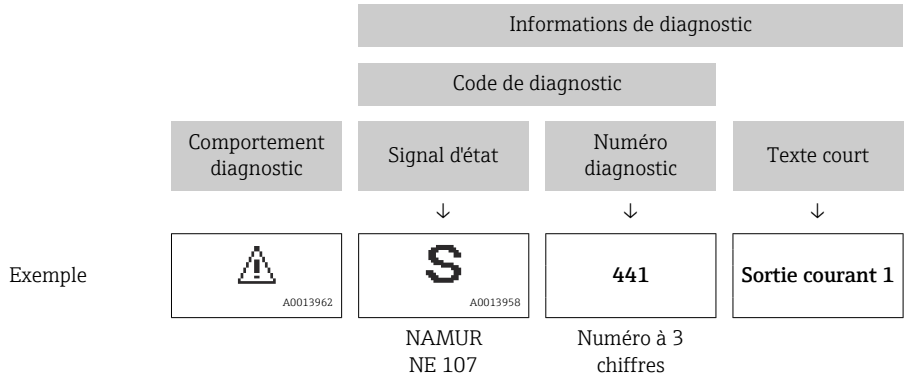 Informations de diagnostic
Code de diagnostic
Comportement
diagnostic
Signal d'état
Numéro
diagnostic
Texte court
↓ ↓ ↓
Exemple
A0013962
S
A0013958
441
Sortie courant 1
NAMUR
NE 107
Numéro à 3
chiffres